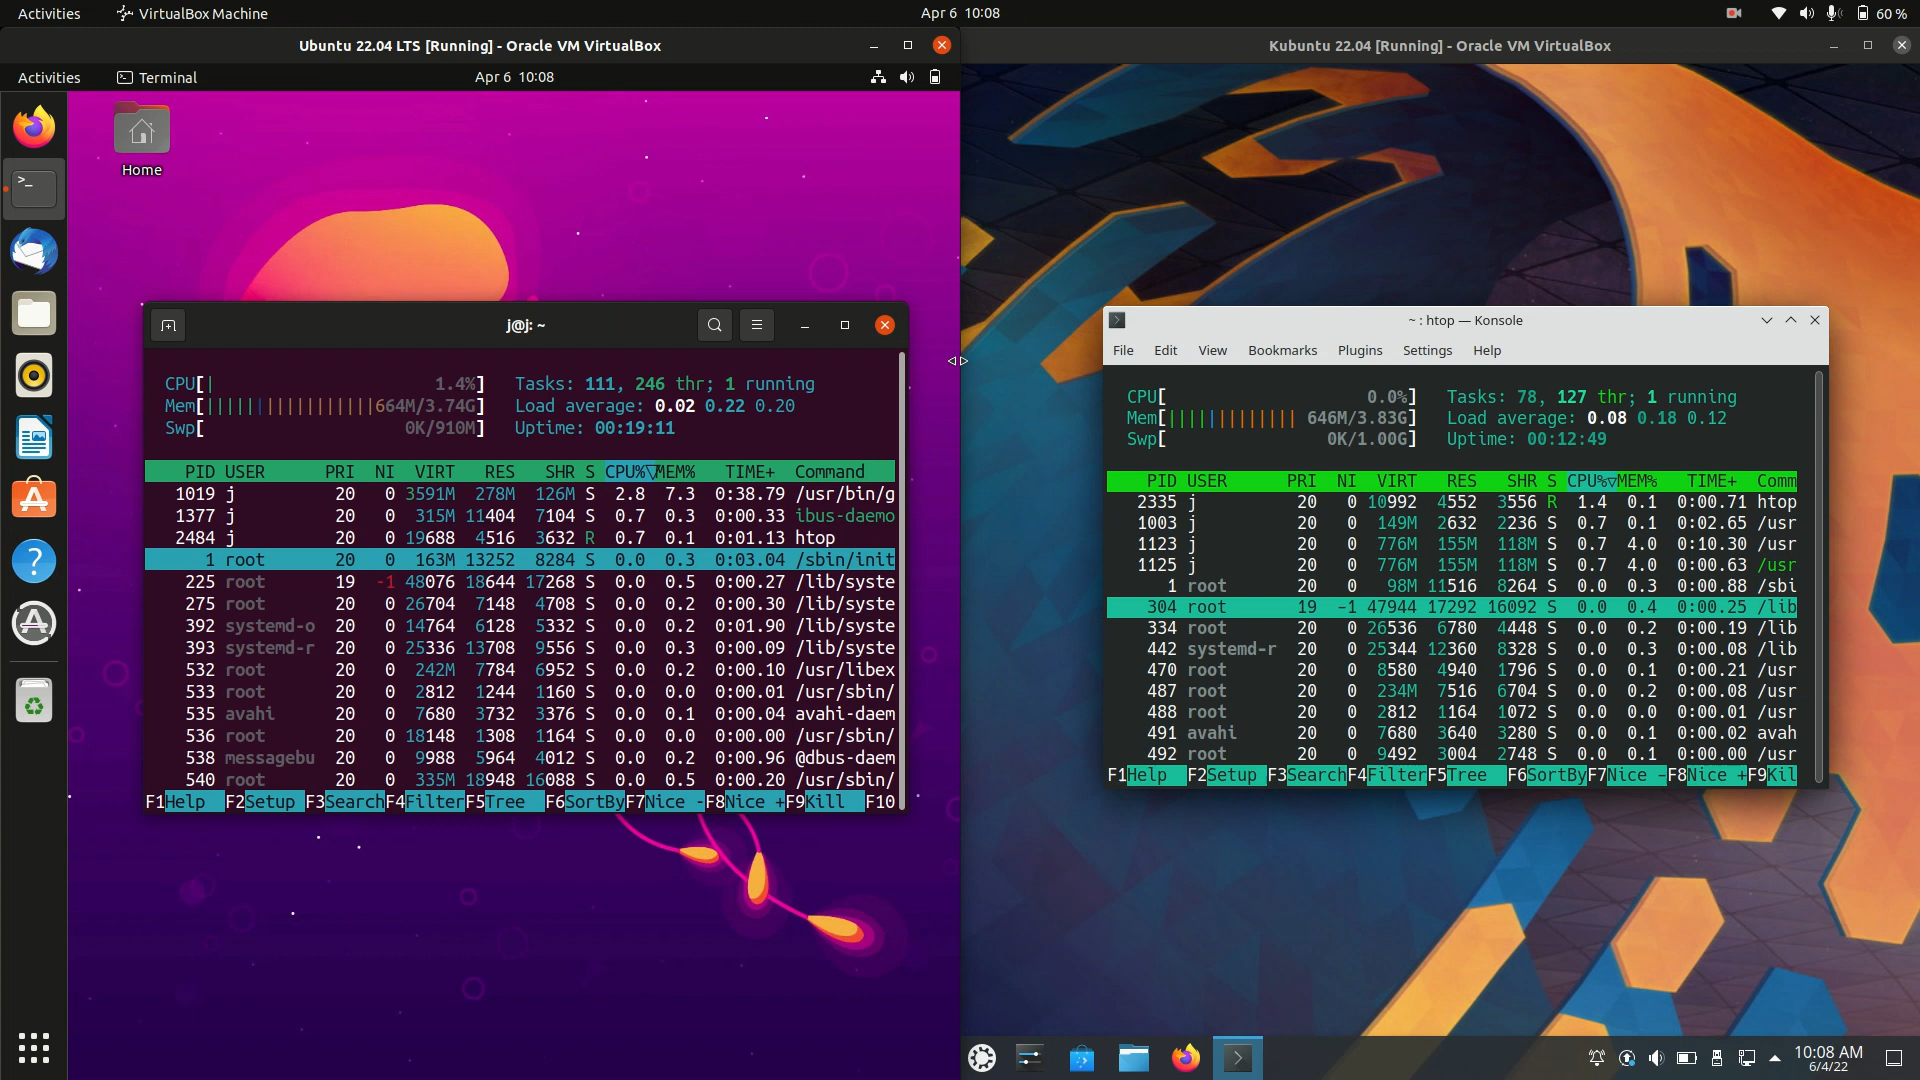 Activities VirtualBox Machine Apr 6 10:08 60 %
Ubuntu 22.04 LTS [Running] - Oracle VM VirtualBox
Activities Terminal Apr 6 10:08
Home
j@j: ~
CPU[| 1.4%] Tasks: 111, 246 thr; 1 running
Mem[|||||||||||||||||664M/3.74G] Load average: 0.02 0.22 0.20
Swp[ 0K/910M] Uptime: 00:19:11
PID USER PRI NI VIRT RES SHR S CPU%▽MEM% TIME+ Command
1019 j 20 0 3591M 278M 126M S 2.8 7.3 0:38.79 /usr/bin/g
1377 j 20 0 315M 11404 7104 S 0.7 0.3 0:00.33 ibus-daemo
2484 j 20 0 19688 4516 3632 R 0.7 0.1 0:01.13 htop
1 root 20 0 163M 13252 8284 S 0.0 0.3 0:03.04 /sbin/init
225 root 19 -1 48076 18644 17268 S 0.0 0.5 0:00.27 /lib/syste
275 root 20 0 26704 7148 4708 S 0.0 0.2 0:00.30 /lib/syste
392 systemd-o 20 0 14764 6128 5332 S 0.0 0.2 0:01.90 /lib/syste
393 systemd-r 20 0 25336 13708 9556 S 0.0 0.3 0:00.09 /lib/syste
532 root 20 0 242M 7784 6952 S 0.0 0.2 0:00.10 /usr/libex
533 root 20 0 2812 1244 1160 S 0.0 0.0 0:00.01 /usr/sbin/
535 avahi 20 0 7680 3732 3376 S 0.0 0.1 0:00.04 avahi-daem
536 root 20 0 18148 1308 1164 S 0.0 0.0 0:00.00 /usr/sbin/
538 messagebu 20 0 9988 5964 4012 S 0.0 0.2 0:00.96 @dbus-daem
540 root 20 0 335M 18948 16088 S 0.0 0.5 0:00.20 /usr/sbin/
F1Help F2Setup F3SearchF4FilterF5Tree F6SortByF7Nice -F8Nice +F9Kill F10
Kubuntu 22.04 [Running] - Oracle VM VirtualBox
~ : htop — Konsole
File Edit View Bookmarks Plugins Settings Help
CPU[ 0.0%] Tasks: 78, 127 thr; 1 running
Mem[||||||||||||| 646M/3.83G] Load average: 0.08 0.18 0.12
Swp[ 0K/1.00G] Uptime: 00:12:49
PID USER PRI NI VIRT RES SHR S CPU%▽MEM% TIME+ Comm
2335 j 20 0 10992 4552 3556 R 1.4 0.1 0:00.71 htop
1003 j 20 0 149M 2632 2236 S 0.7 0.1 0:02.65 /usr
1123 j 20 0 776M 155M 118M S 0.7 4.0 0:10.30 /usr
1125 j 20 0 776M 155M 118M S 0.7 4.0 0:00.63 /usr
1 root 20 0 98M 11516 8264 S 0.0 0.3 0:00.88 /sbi
304 root 19 -1 47944 17292 16092 S 0.0 0.4 0:00.25 /lib
334 root 20 0 26536 6780 4448 S 0.0 0.2 0:00.19 /lib
442 systemd-r 20 0 25344 12360 8328 S 0.0 0.3 0:00.08 /lib
470 root 20 0 8580 4940 1796 S 0.0 0.1 0:00.21 /usr
487 root 20 0 234M 7516 6704 S 0.0 0.2 0:00.08 /usr
488 root 20 0 2812 1164 1072 S 0.0 0.0 0:00.01 /usr
491 avahi 20 0 7680 3640 3280 S 0.0 0.1 0:00.02 avah
492 root 20 0 9492 3004 2748 S 0.0 0.1 0:00.00 /usr
F1Help F2Setup F3SearchF4FilterF5Tree F6SortByF7Nice -F8Nice +F9Kil
10:08 AM
6/4/22